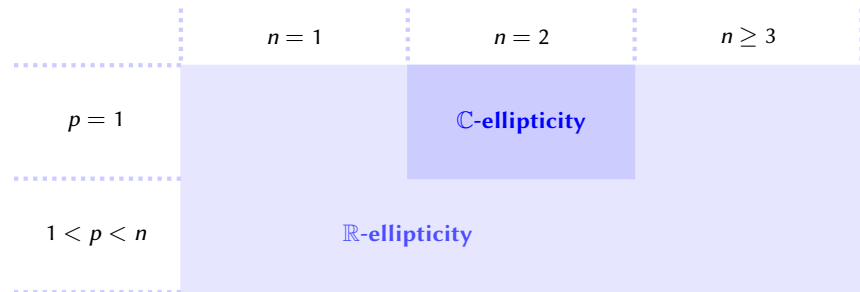 n = 1 n = 2 n ≥ 3
p = 1 ℂ-ellipticity
1 < p < n ℝ-ellipticity